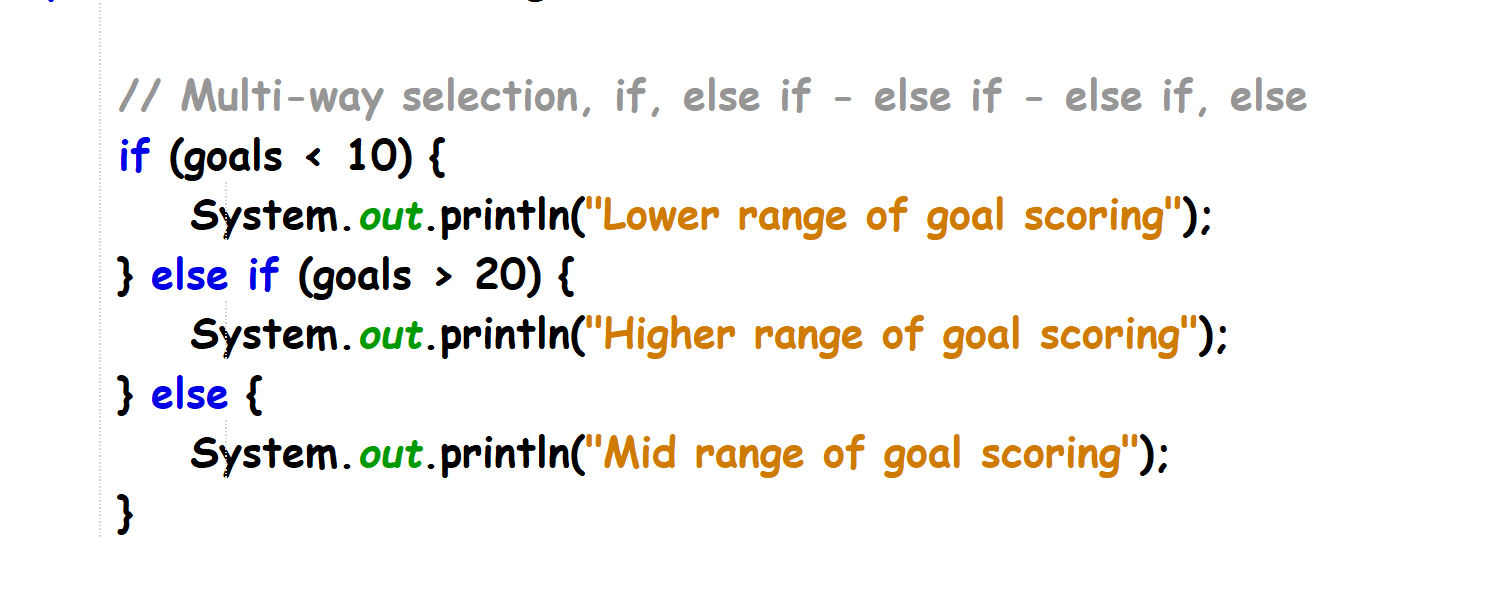 // Multi-way selection, if, else if - else if - else if, else
if (goals < 10) {
System.out.println("Lower range of goal scoring");
} else if (goals > 20) {
System.out.println("Higher range of goal scoring");
} else {
System.out.println("Mid range of goal scoring");
}